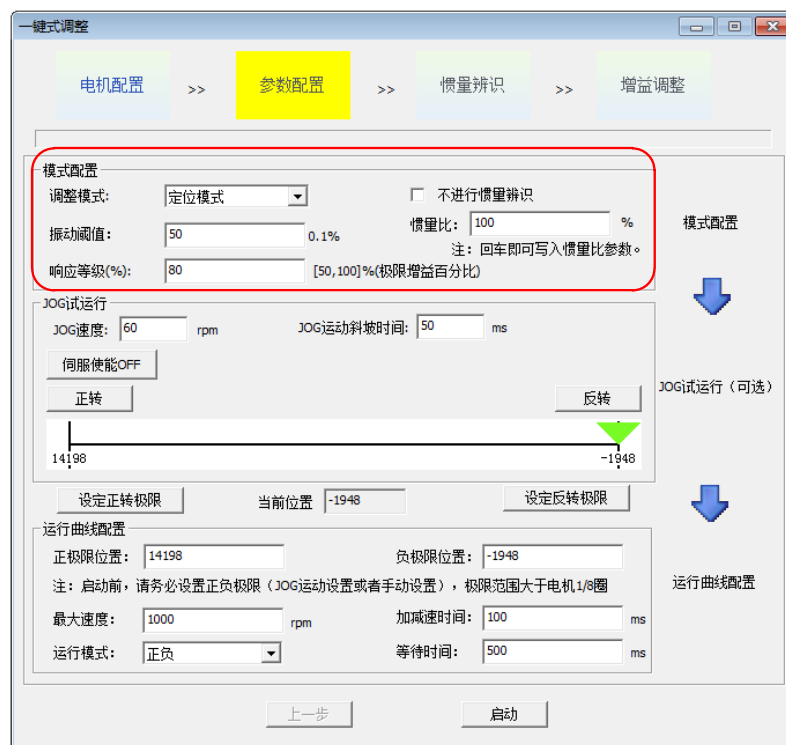 一键式调整
电机配置 >> 参数配置 >> 惯量辨识 >> 增益调整
模式配置
调整模式: 定位模式 不进行惯量辨识
振动阈值: 50 0.1% 惯量比: 100 %
注: 回车即可写入惯量比参数。
响应等级(%): 80 [50,100]%(极限增益百分比)
模式配置
JOG试运行
JOG速度: 60 rpm JOG运动斜坡时间: 50 ms
伺服使能OFF
正转 反转
14198 -1948
JOG试运行（可选）
设定正转极限 当前位置 -1948 设定反转极限
运行曲线配置
正极限位置: 14198 负极限位置: -1948
注: 启动前, 请务必设置正负极限（JOG运动设置或者手动设置）, 极限范围大于电机1/8圈
最大速度: 1000 rpm 加减速时间: 100 ms
运行模式: 正负 等待时间: 500 ms
运行曲线配置
上一步 启动